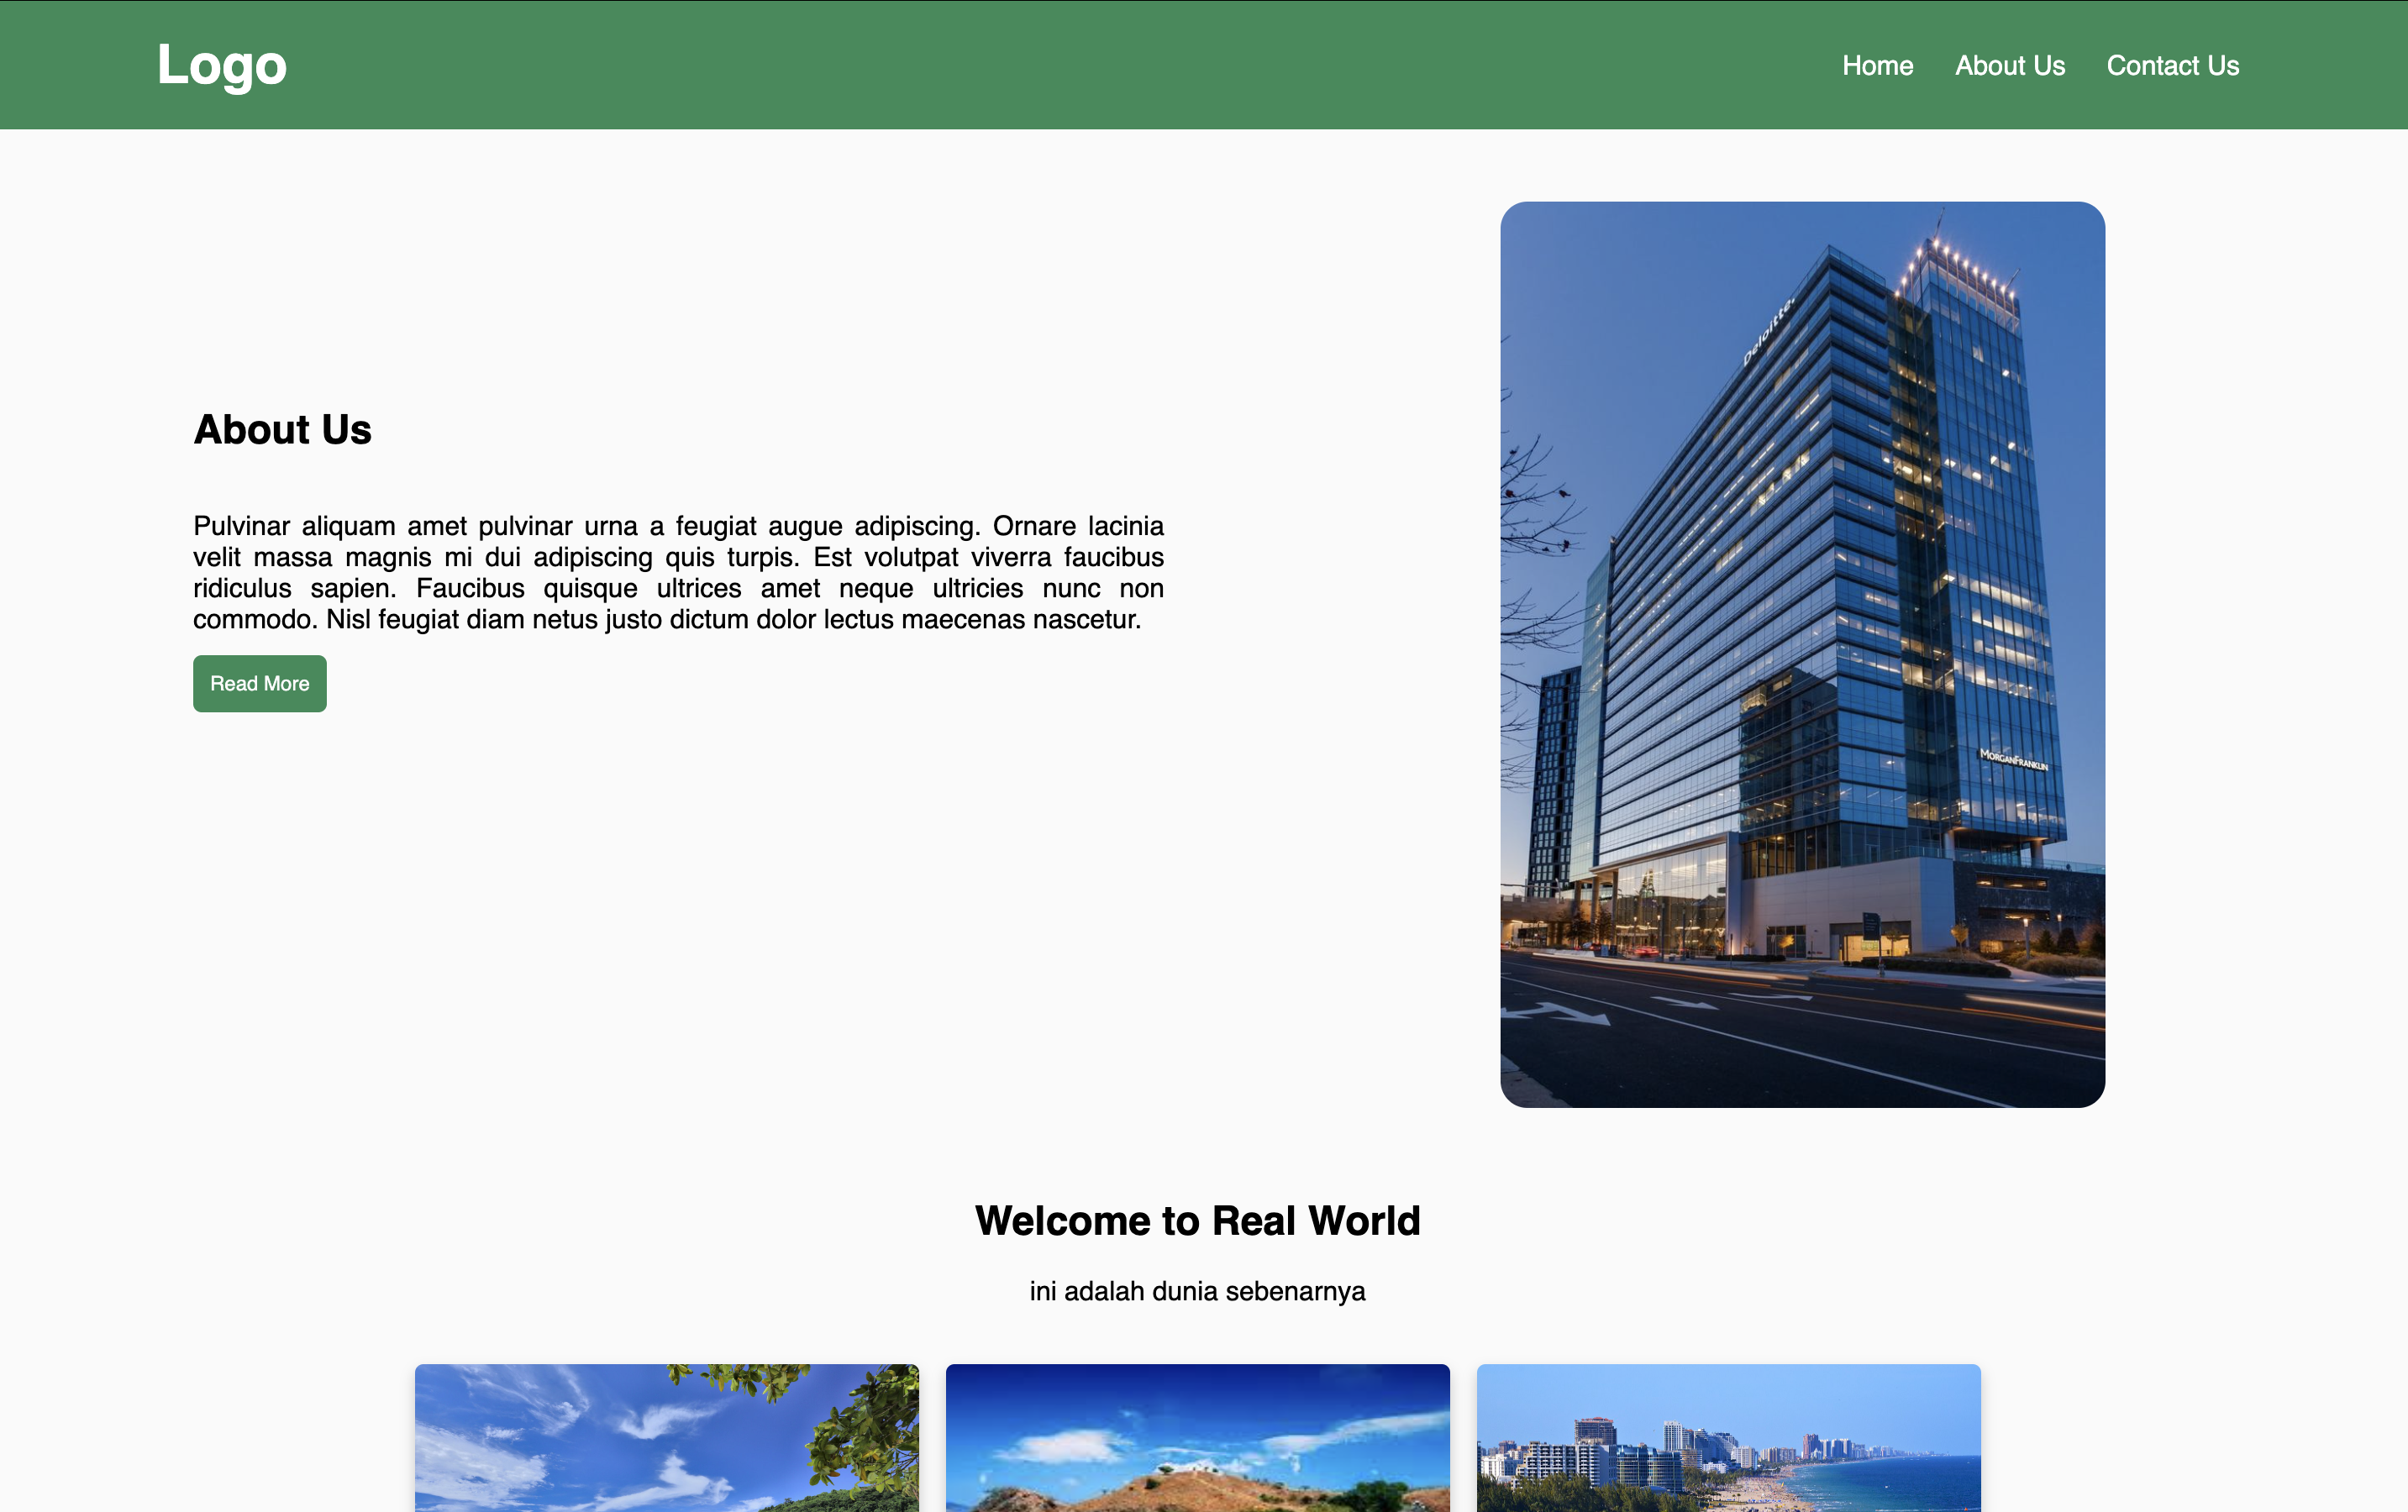 Logo
Home
About Us
Contact Us
About Us
Pulvinar aliquam amet pulvinar urna a feugiat augue adipiscing. Ornare lacinia
velit massa magnis mi dui adipiscing quis turpis. Est volutpat viverra faucibus
ridiculus sapien. Faucibus quisque ultrices amet neque ultricies nunc non
commodo. Nisl feugiat diam netus justo dictum dolor lectus maecenas nascetur.
Read More
Deloitte.
MORGANFRANKLIN
Welcome to Real World
ini adalah dunia sebenarnya